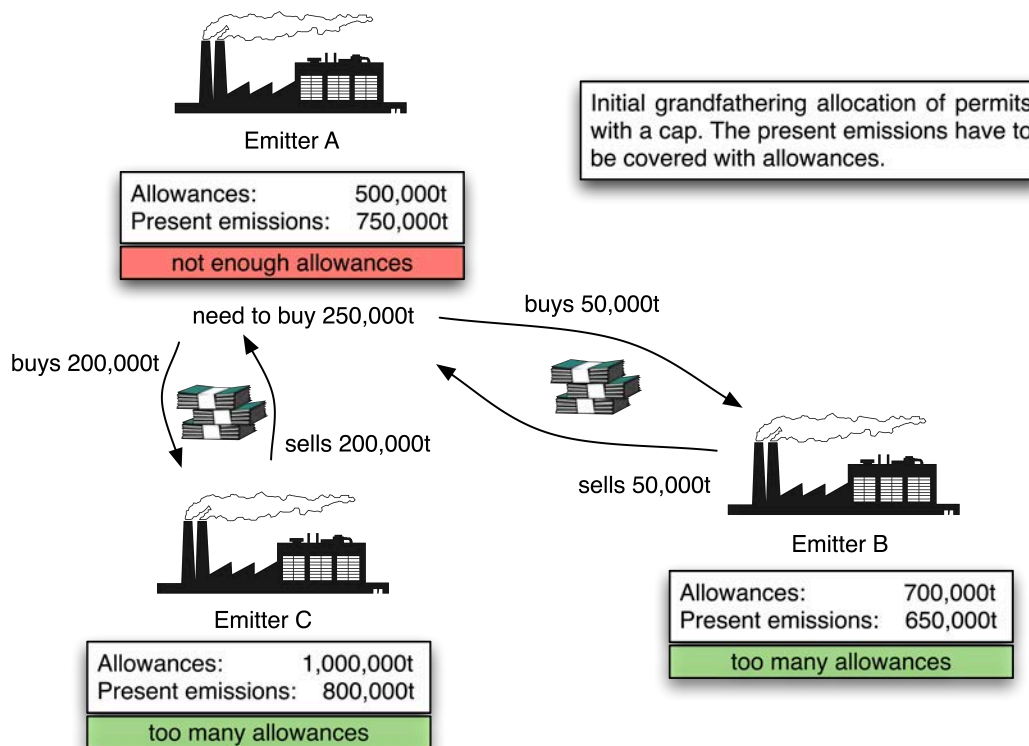 Emitter A
Initial grandfathering allocation of permits
with a cap. The present emissions have to
be covered with allowances.
Allowances: 500,000t
Present emissions: 750,000t
not enough allowances
need to buy 250,000t
buys 50,000t
buys 200,000t
sells 200,000t
sells 50,000t
Emitter B
Allowances: 700,000t
Present emissions: 650,000t
too many allowances
Emitter C
Allowances: 1,000,000t
Present emissions: 800,000t
too many allowances